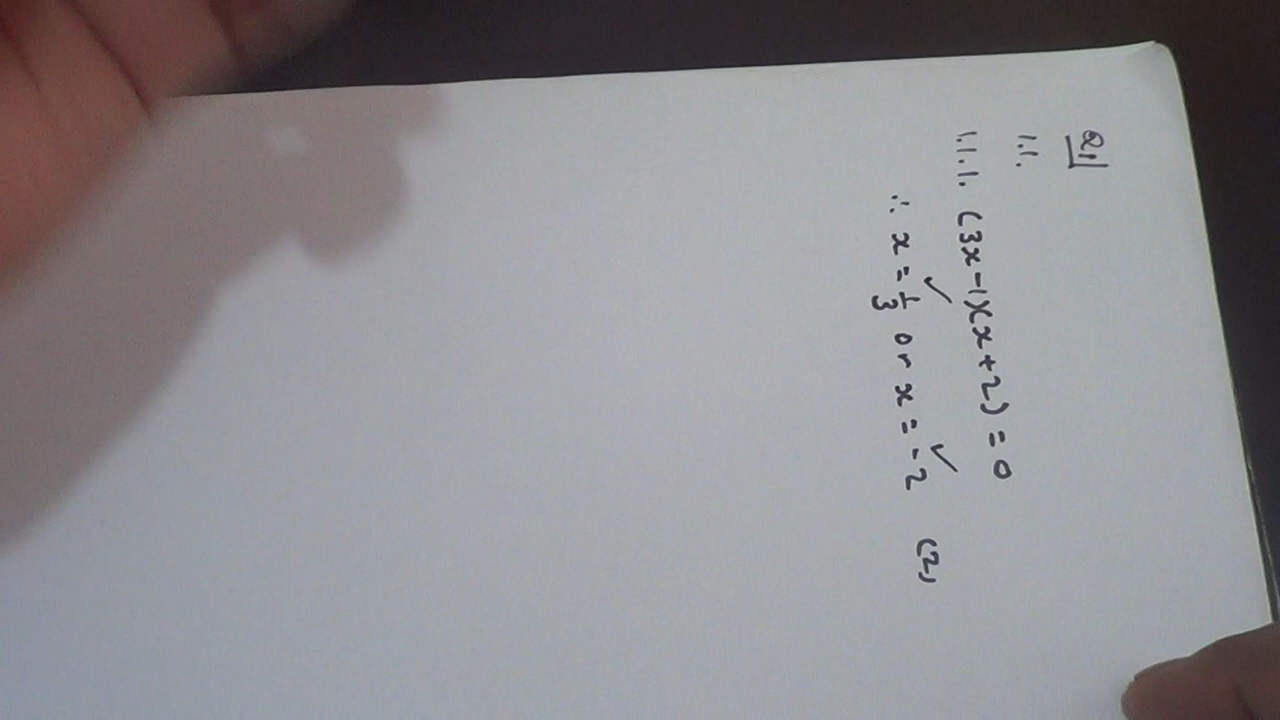 Q1
1.1.
1.1.1. (3x-1)(x+2) = 0
∴ x = 1/3 ✓ or x = -2 ✓ (2)